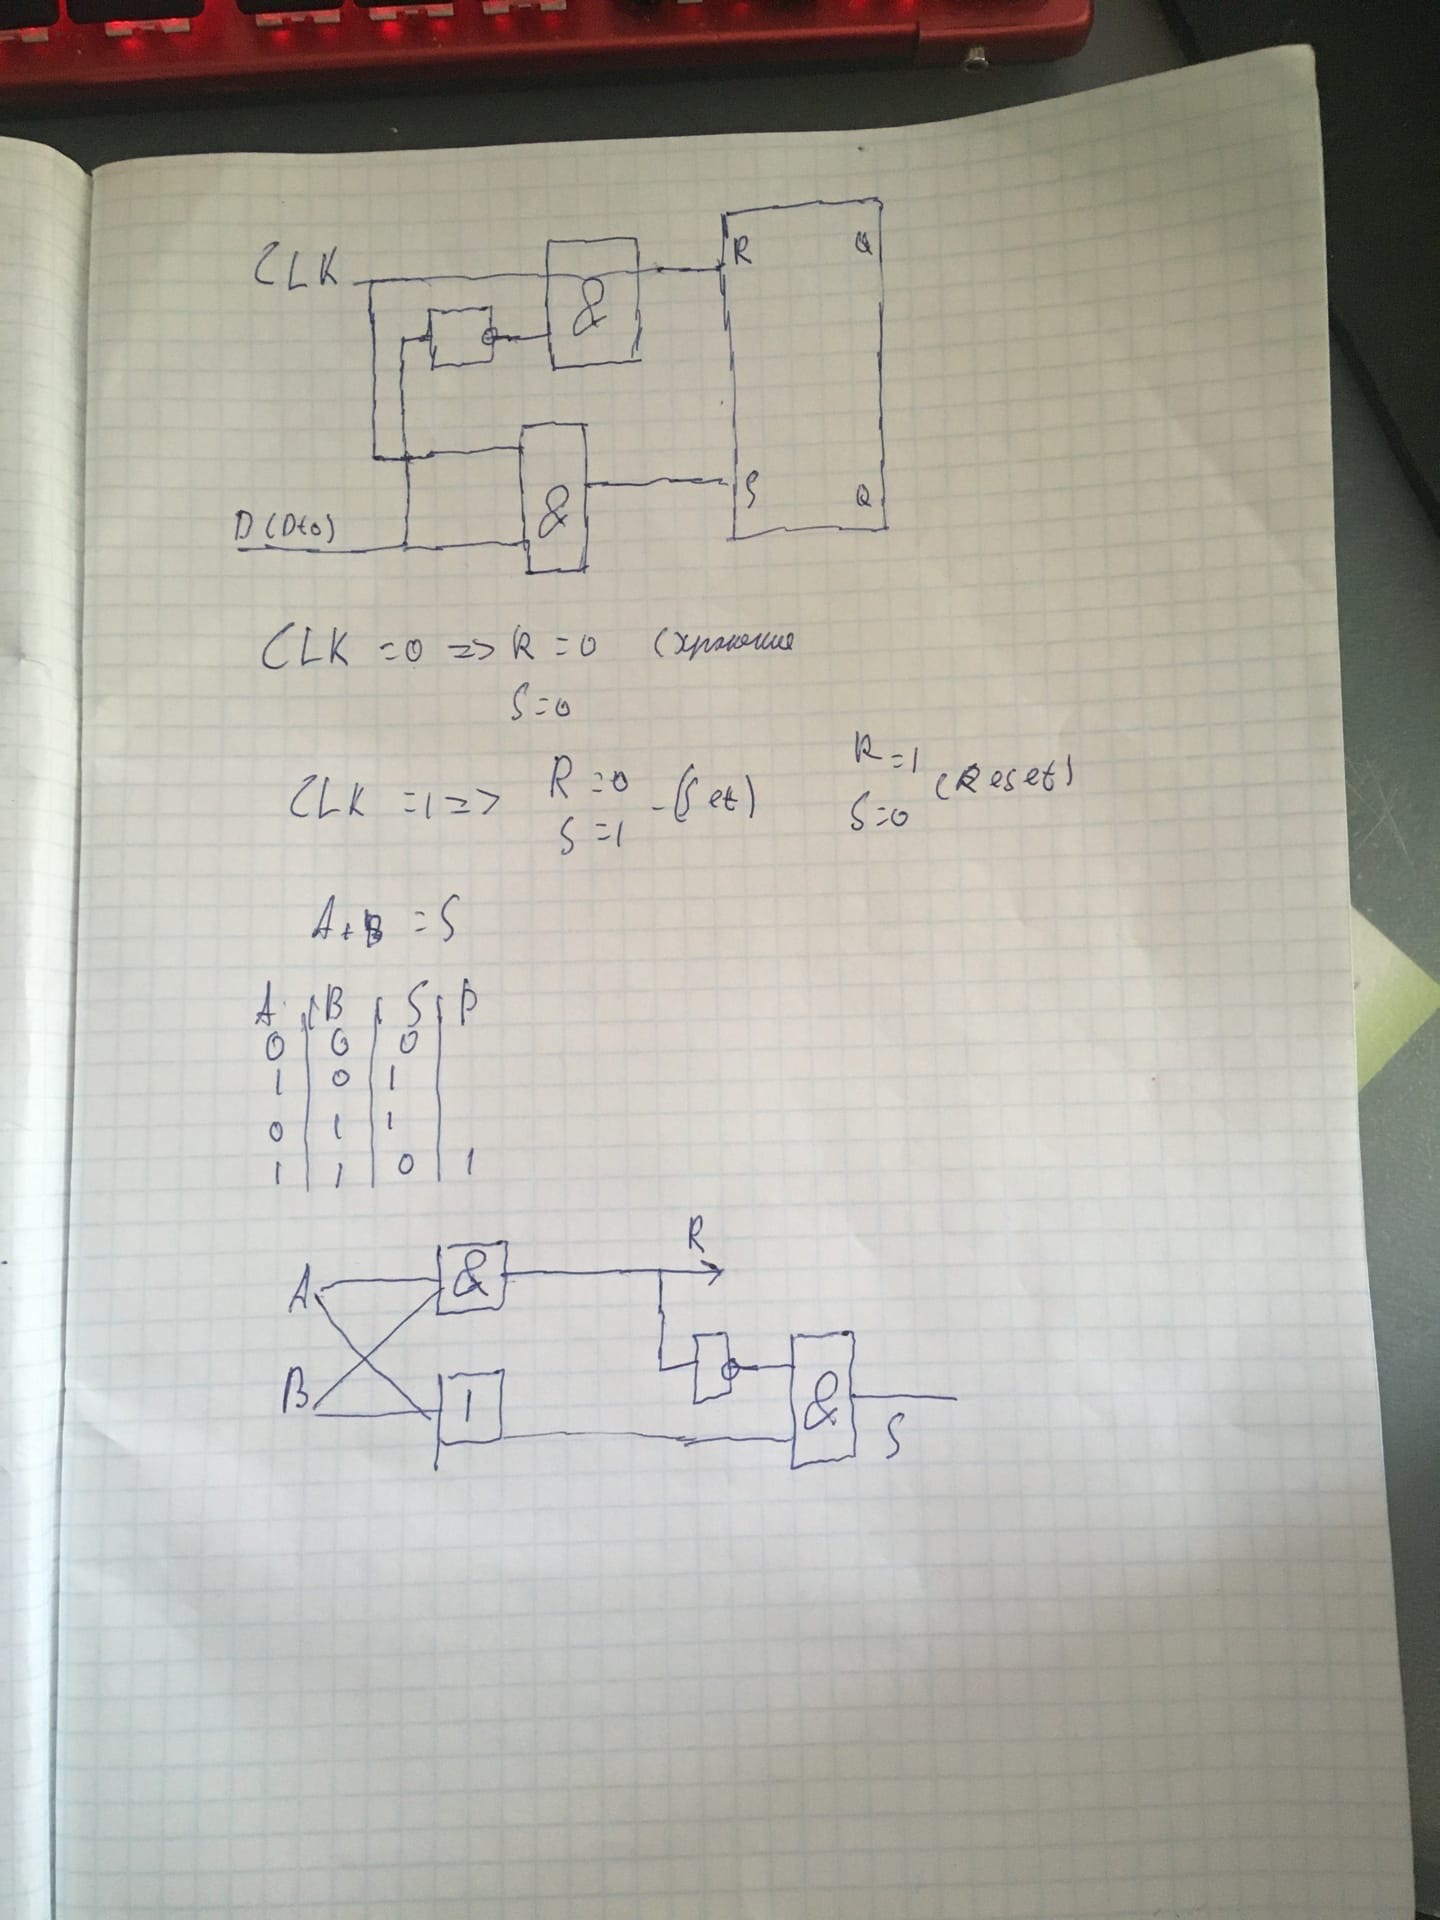 CLK
&
R Q
D (Dta)
&
S Q
CLK = 0 => R = 0 (хранение
S = 0
CLK = 1 => R = 0 - (Set) R = 1 (Reset)
S = 1 S = 0
A + B = S
A B S P
0 0 0
1 0 1
0 1 1
1 1 0 1
R
A &
B 1
&
S